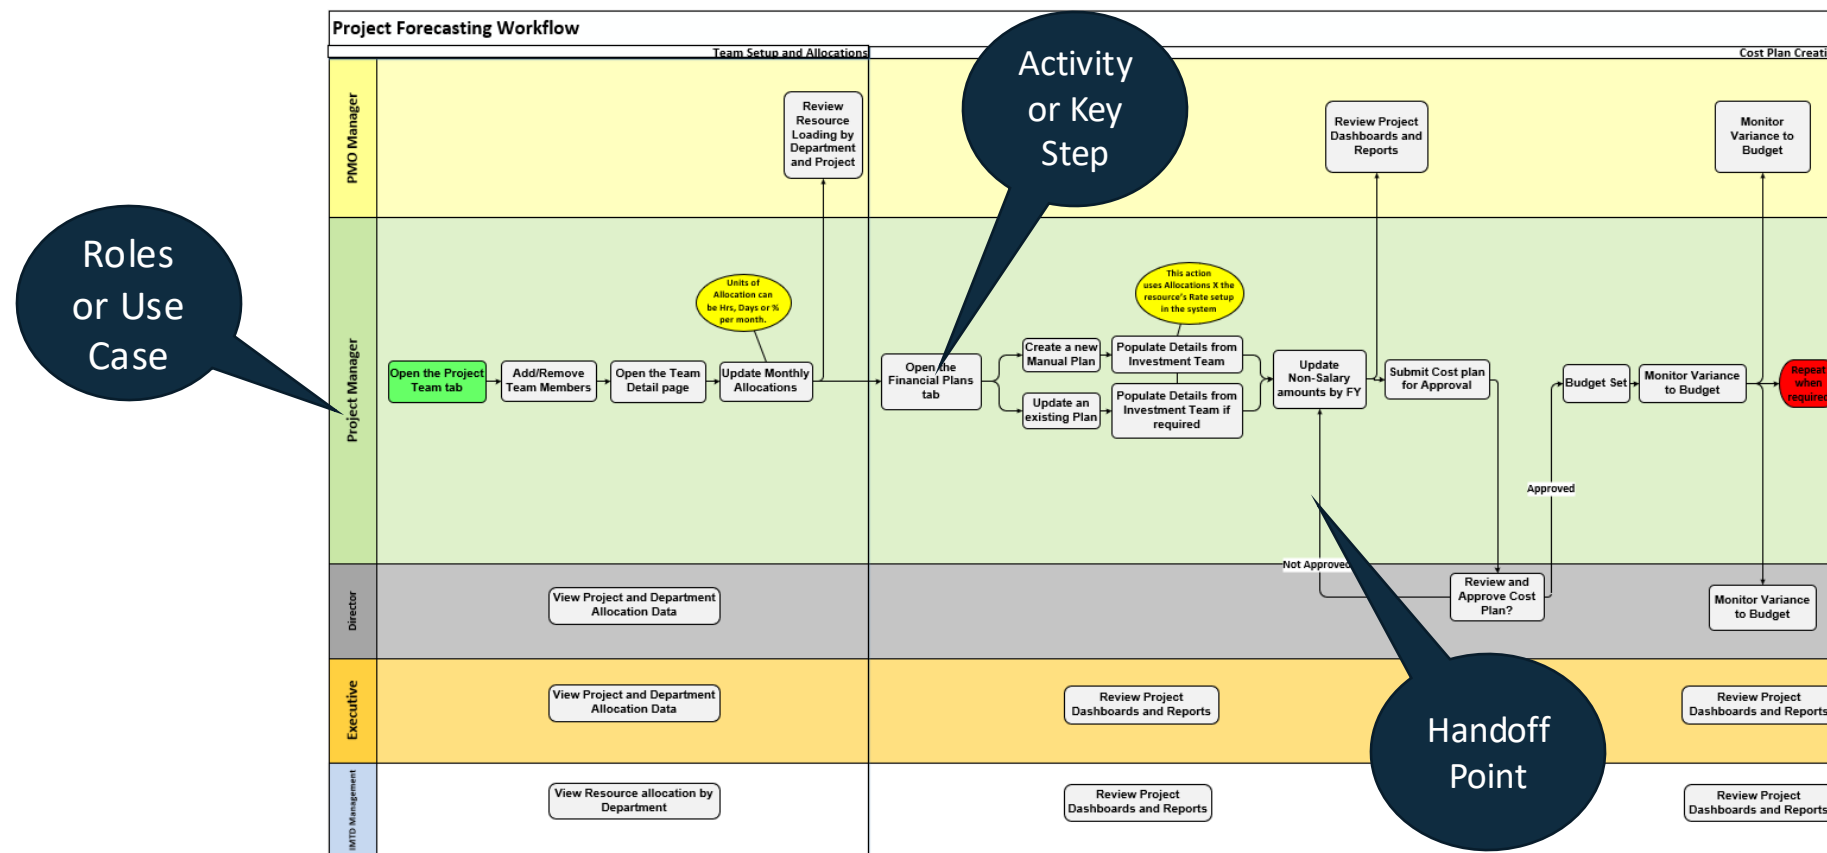 Project Forecasting Workflow
Team Setup and Allocations
Cost Plan Creati
PMO Manager
Review
Resource
Loading by
Department
and Project
Activity
or Key
Step
Review Project
Dashboards and
Reports
Monitor
Variance to
Budget
Roles
or Use
Case
Project Manager
Units of
Allocation can
be Hrs, Days or %
per month.
This action
uses Allocations X the
resource's Rate setup
in the system
Open the Project
Team tab
Add/Remove
Team Members
Open the Team
Detail page
Update Monthly
Allocations
Open the
Financial Plans
tab
Create a new
Manual Plan
Populate Details from
Investment Team
Update an
existing Plan
Populate Details from
Investment Team if
required
Update
Non-Salary
amounts by FY
Submit Cost plan
for Approval
Budget Set
Monitor Variance
to Budget
Repeat
when
required
Approved
Not Approved
Director
View Project and Department
Allocation Data
Review and
Approve Cost
Plan?
Monitor Variance
to Budget
Executive
View Project and Department
Allocation Data
Review Project
Dashboards and Reports
Review Project
Dashboards and Reports
Handoff
Point
IMTD Management
View Resource allocation by
Department
Review Project
Dashboards and Reports
Review Project
Dashboards and Reports